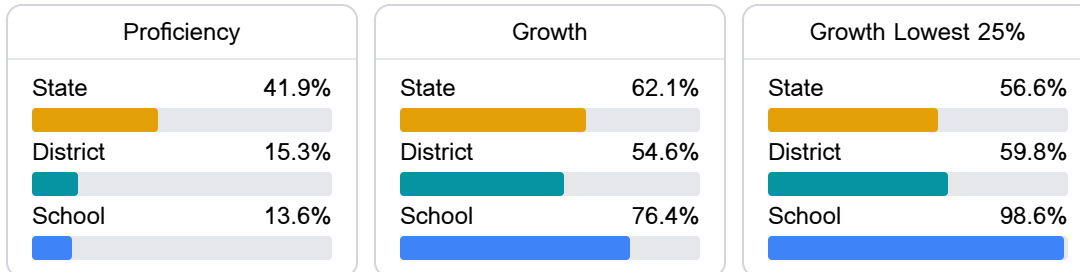 Proficiency
State 41.9%
District 15.3%
School 13.6%
Growth
State 62.1%
District 54.6%
School 76.4%
Growth Lowest 25%
State 56.6%
District 59.8%
School 98.6%